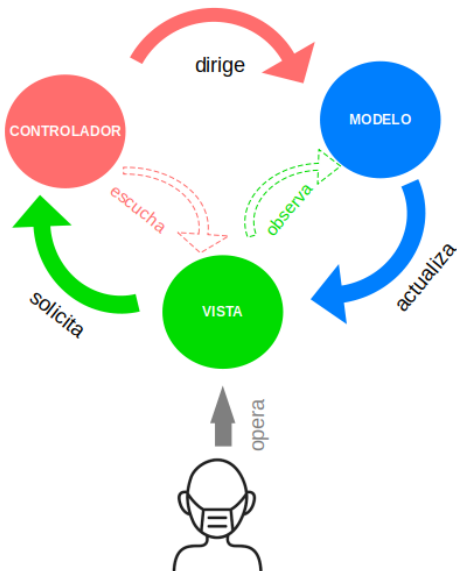 dirige
CONTROLADOR
MODELO
escucha
observa
solicita
actualiza
VISTA
opera